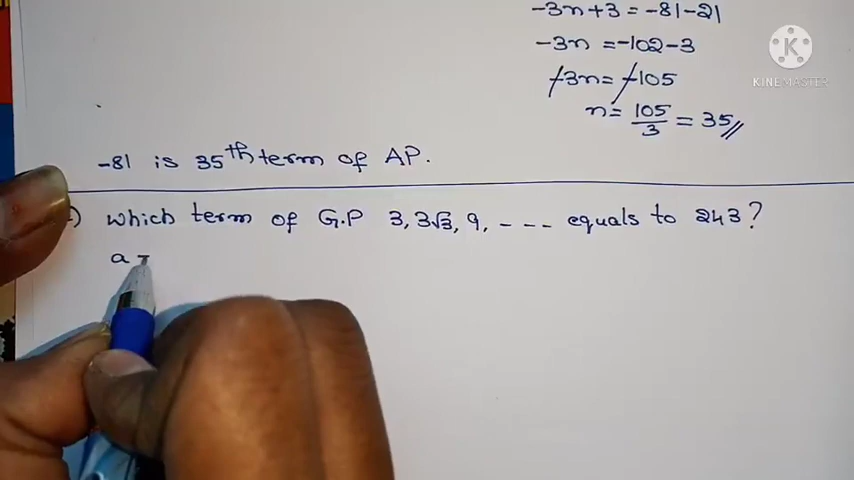 -3n+3 = -81-21
-3n = -102-3
-3n = -105
n = 105/3 = 35//
-81 is 35th term of AP.
) which term of G.P 3, 3√3, 9, - - - equals to 243?
a =
K
KINEMASTER